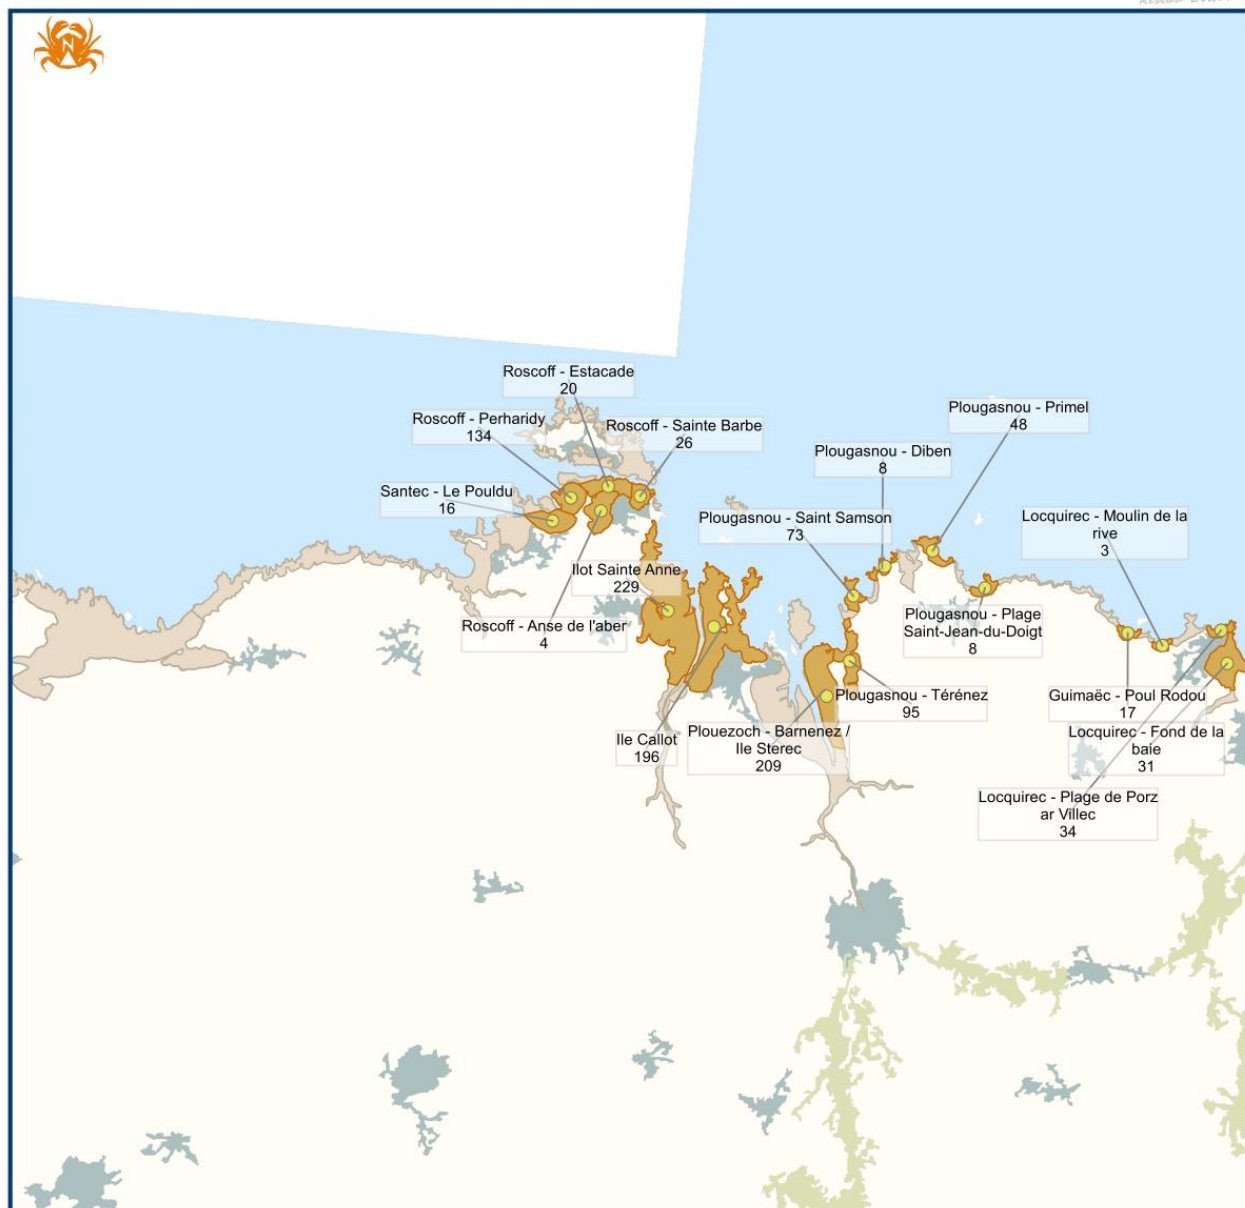 N
Roscoff - Estacade
20
Roscoff - Perharidy
134
Roscoff - Sainte Barbe
26
Plougasnou - Primel
48
Plougasnou - Diben
8
Santec - Le Pouldu
16
Plougasnou - Saint Samson
73
Locquirec - Moulin de la
rive
3
Ilot Sainte Anne
229
Roscoff - Anse de l'aber
4
Plougasnou - Plage
Saint-Jean-du-Doigt
8
Plougasnou - Térénez
95
Guimaëc - Poul Rodou
17
Ile Callot
196
Plouezoch - Barnenez /
Ile Sterec
209
Locquirec - Fond de la
baie
31
Locquirec - Plage de Porz
ar Villec
34